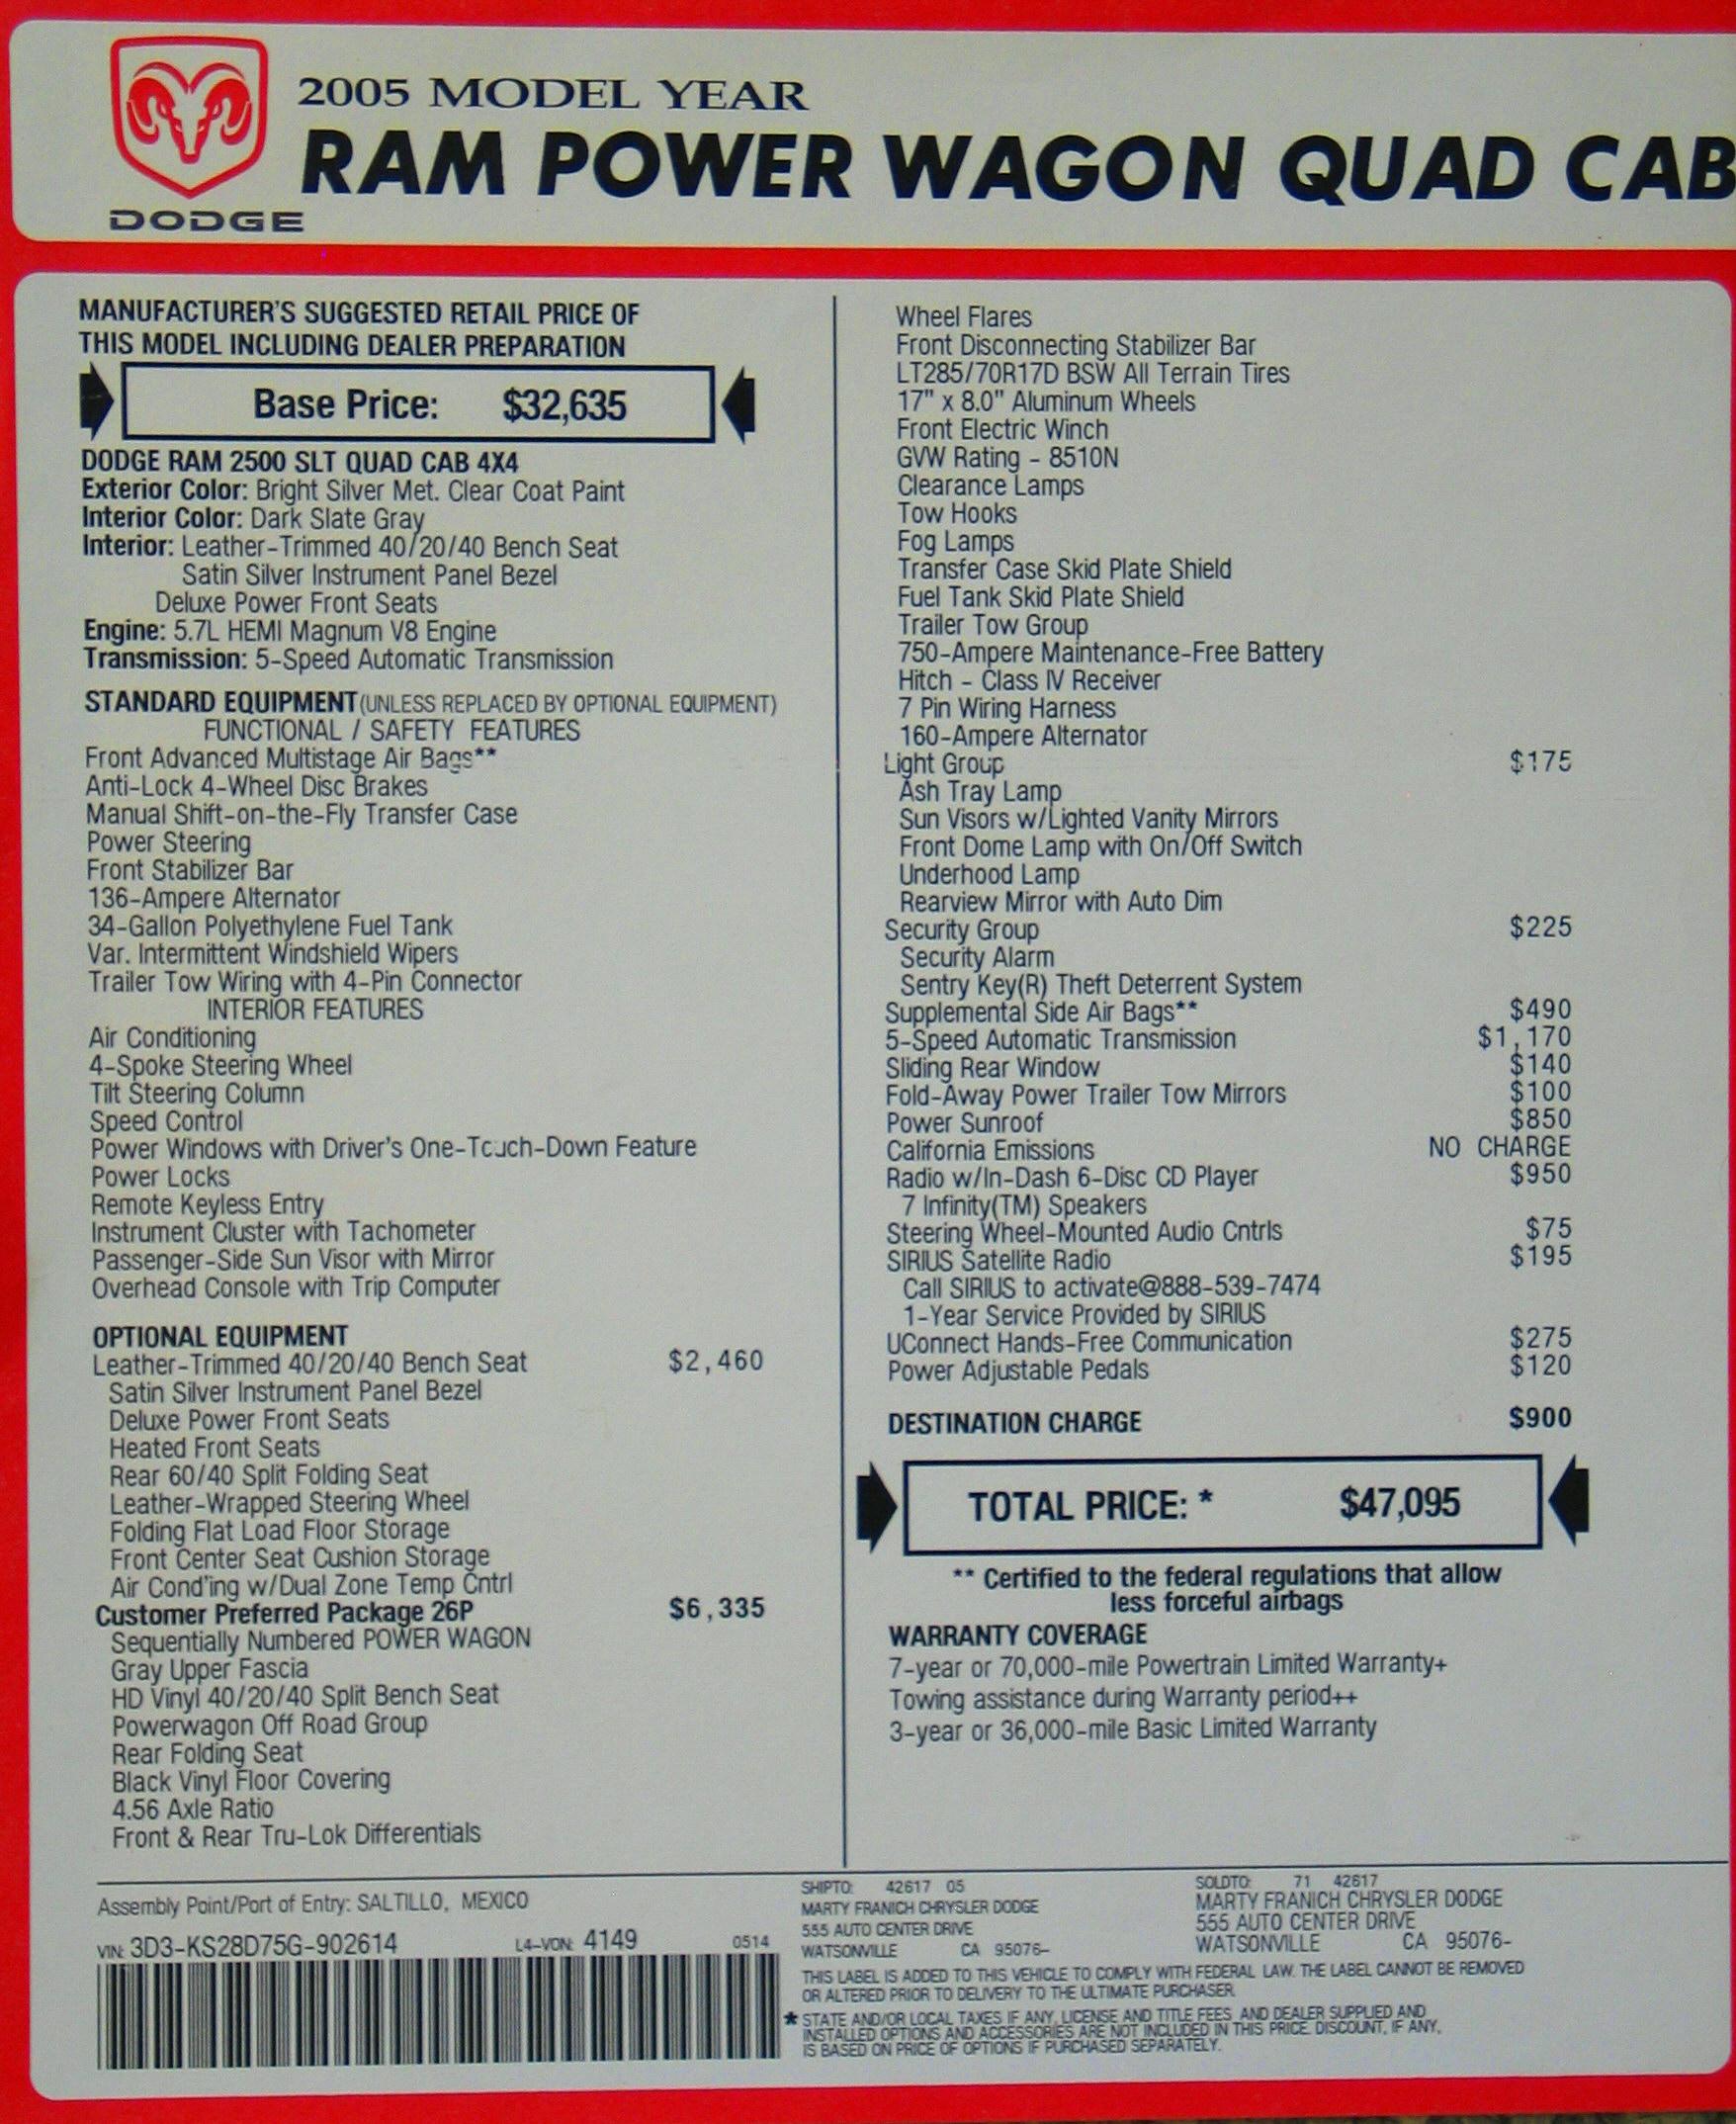 2005 MODEL YEAR
RAM POWER WAGON QUAD CAB
DODGE
MANUFACTURER'S SUGGESTED RETAIL PRICE OF
THIS MODEL INCLUDING DEALER PREPARATION
Base Price: $32,635
DODGE RAM 2500 SLT QUAD CAB 4X4
Exterior Color: Bright Silver Met. Clear Coat Paint
Interior Color: Dark Slate Gray
Interior: Leather-Trimmed 40/20/40 Bench Seat
Satin Silver Instrument Panel Bezel
Deluxe Power Front Seats
Engine: 5.7L HEMI Magnum V8 Engine
Transmission: 5-Speed Automatic Transmission
STANDARD EQUIPMENT (UNLESS REPLACED BY OPTIONAL EQUIPMENT)
FUNCTIONAL / SAFETY FEATURES
Front Advanced Multistage Air Bags**
Anti-Lock 4-Wheel Disc Brakes
Manual Shift-on-the-Fly Transfer Case
Power Steering
Front Stabilizer Bar
136-Ampere Alternator
34-Gallon Polyethylene Fuel Tank
Var. Intermittent Windshield Wipers
Trailer Tow Wiring with 4-Pin Connector
INTERIOR FEATURES
Air Conditioning
4-Spoke Steering Wheel
Tilt Steering Column
Speed Control
Power Windows with Driver's One-Touch-Down Feature
Power Locks
Remote Keyless Entry
Instrument Cluster with Tachometer
Passenger-Side Sun Visor with Mirror
Overhead Console with Trip Computer
OPTIONAL EQUIPMENT
Leather-Trimmed 40/20/40 Bench Seat $2,460
Satin Silver Instrument Panel Bezel
Deluxe Power Front Seats
Heated Front Seats
Rear 60/40 Split Folding Seat
Leather-Wrapped Steering Wheel
Folding Flat Load Floor Storage
Front Center Seat Cushion Storage
Air Cond'ing w/Dual Zone Temp Cntrl
Customer Preferred Package 26P $6,335
Sequentially Numbered POWER WAGON
Gray Upper Fascia
HD Vinyl 40/20/40 Split Bench Seat
Powerwagon Off Road Group
Rear Folding Seat
Black Vinyl Floor Covering
4.56 Axle Ratio
Front & Rear Tru-Lok Differentials
Wheel Flares
Front Disconnecting Stabilizer Bar
LT285/70R17D BSW All Terrain Tires
17" x 8.0" Aluminum Wheels
Front Electric Winch
GVW Rating - 8510N
Clearance Lamps
Tow Hooks
Fog Lamps
Transfer Case Skid Plate Shield
Fuel Tank Skid Plate Shield
Trailer Tow Group
750-Ampere Maintenance-Free Battery
Hitch - Class IV Receiver
7 Pin Wiring Harness
160-Ampere Alternator
Light Group $175
Ash Tray Lamp
Sun Visors w/Lighted Vanity Mirrors
Front Dome Lamp with On/Off Switch
Underhood Lamp
Rearview Mirror with Auto Dim
Security Group $225
Security Alarm
Sentry Key(R) Theft Deterrent System
Supplemental Side Air Bags** $490
5-Speed Automatic Transmission $1,170
Sliding Rear Window $140
Fold-Away Power Trailer Tow Mirrors $100
Power Sunroof $850
California Emissions NO CHARGE
Radio w/In-Dash 6-Disc CD Player $950
7 Infinity(TM) Speakers
Steering Wheel-Mounted Audio Cntrls $75
SIRIUS Satellite Radio $195
Call SIRIUS to activate@888-539-7474
1-Year Service Provided by SIRIUS
UConnect Hands-Free Communication $275
Power Adjustable Pedals $120
DESTINATION CHARGE $900
TOTAL PRICE: * $47,095
** Certified to the federal regulations that allow
less forceful airbags
WARRANTY COVERAGE
7-year or 70,000-mile Powertrain Limited Warranty+
Towing assistance during Warranty period++
3-year or 36,000-mile Basic Limited Warranty
Assembly Point/Port of Entry: SALTILLO, MEXICO
VIN: 3D3-KS28D75G-902614 L4-VON: 4149 0514
SHIPTO: 42617 05
MARTY FRANICH CHRYSLER DODGE
555 AUTO CENTER DRIVE
WATSONVILLE CA 95076-
SOLDTO: 71 42617
MARTY FRANICH CHRYSLER DODGE
555 AUTO CENTER DRIVE
WATSONVILLE CA 95076-
THIS LABEL IS ADDED TO THIS VEHICLE TO COMPLY WITH FEDERAL LAW. THE LABEL CANNOT BE REMOVED
OR ALTERED PRIOR TO DELIVERY TO THE ULTIMATE PURCHASER.
* STATE AND/OR LOCAL TAXES IF ANY, LICENSE AND TITLE FEES AND DEALER SUPPLIED AND
INSTALLED OPTIONS AND ACCESSORIES ARE NOT INCLUDED IN THIS PRICE. DISCOUNT, IF ANY,
IS BASED ON PRICE OF OPTIONS IF PURCHASED SEPARATELY.